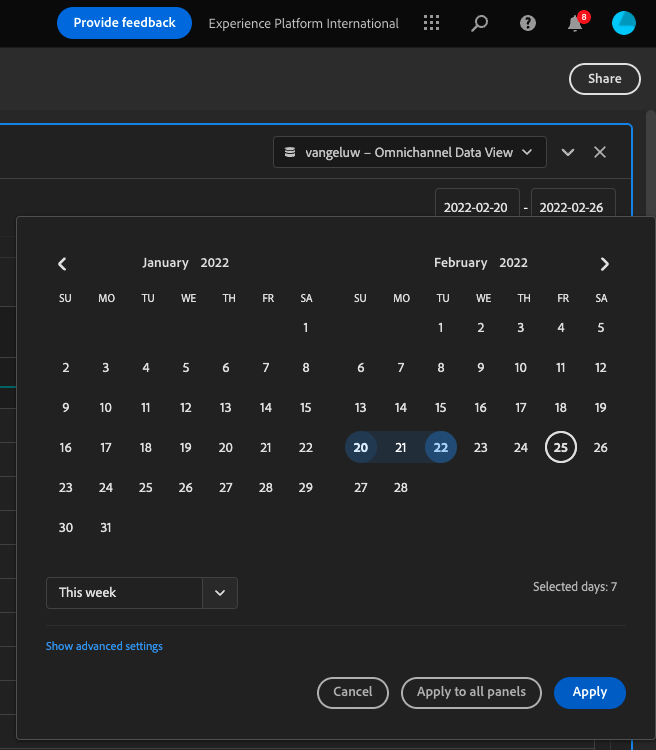 Provide feedback Experience Platform International 8
Share
vangeluw – Omnichannel Data View
2022-02-20 - 2022-02-26
January 2022 February 2022
SU MO TU WE TH FR SA SU MO TU WE TH FR SA
1 1 2 3 4 5
2 3 4 5 6 7 8 6 7 8 9 10 11 12
9 10 11 12 13 14 15 13 14 15 16 17 18 19
16 17 18 19 20 21 22 20 21 22 23 24 25 26
23 24 25 26 27 28 29 27 28
30 31
This week Selected days: 7
Show advanced settings
Cancel Apply to all panels Apply